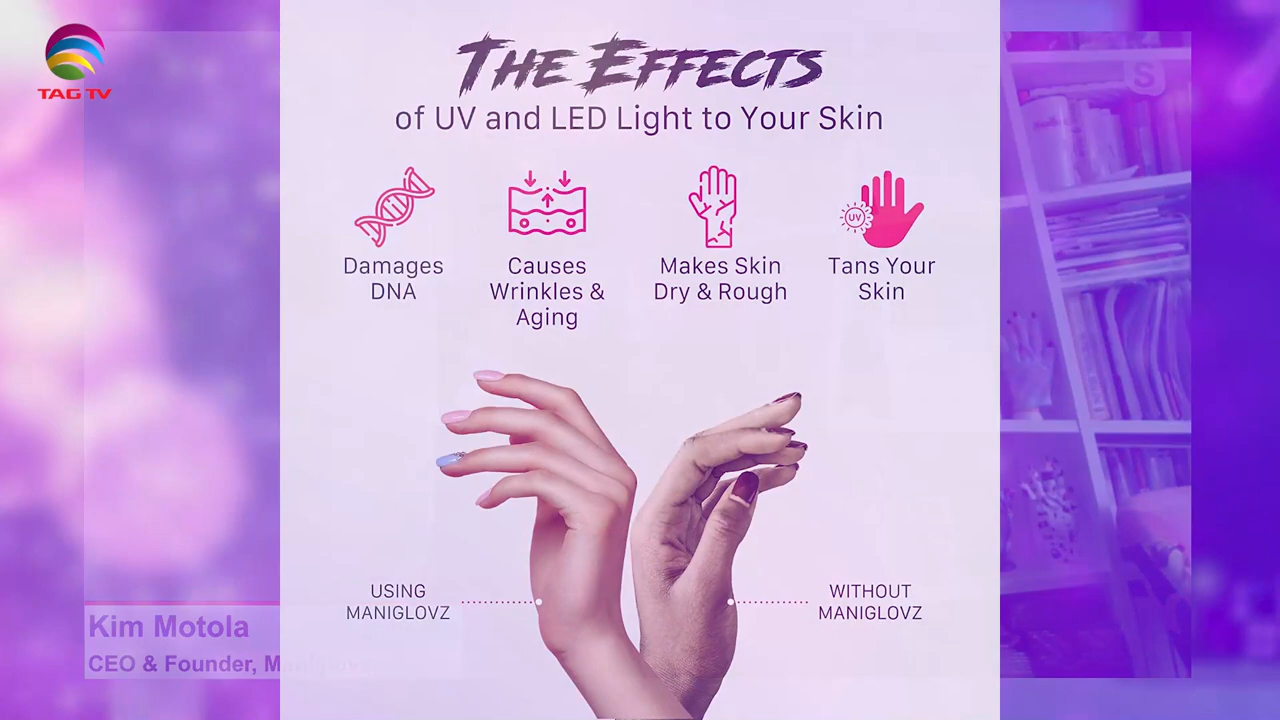 TAG TV
THE EFFECTS
of UV and LED Light to Your Skin
S
UV
Damages
DNA
Causes
Wrinkles &
Aging
Makes Skin
Dry & Rough
Tans Your
Skin
USING
MANIGLOVZ
WITHOUT
MANIGLOVZ
Kim Motola
CEO & Founder,